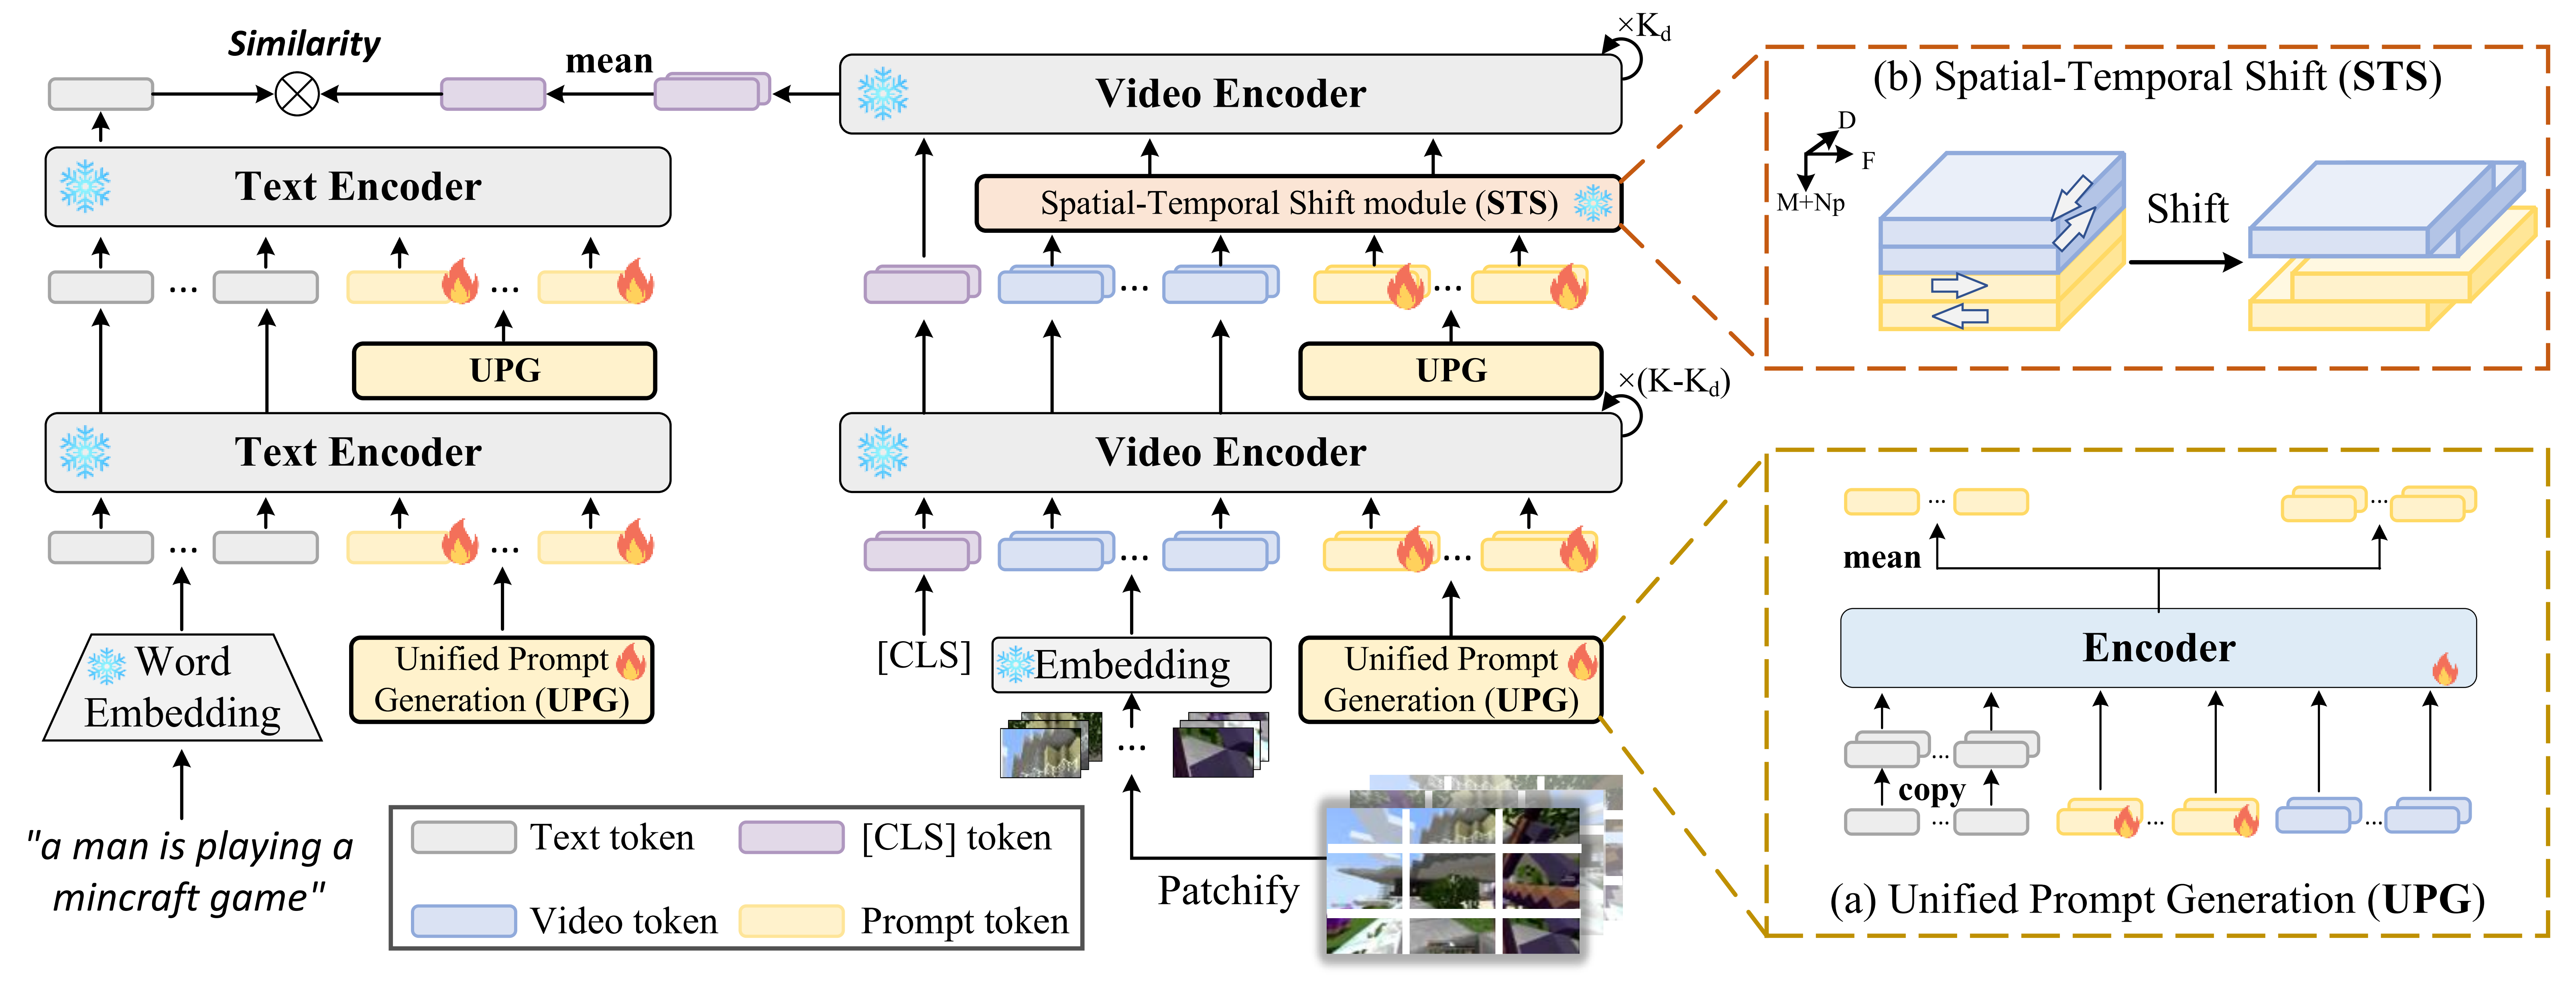 Similarity
mean
Video Encoder
×K_d
(b) Spatial-Temporal Shift (STS)
D
F
M+Np
Shift
Text Encoder
Spatial-Temporal Shift module (STS)
...
...
...
...
UPG
UPG
×(K-K_d)
Text Encoder
Video Encoder
...
...
...
...
Word
Embedding
Unified Prompt
Generation (UPG)
[CLS]
Embedding
Unified Prompt
Generation (UPG)
...
"a man is playing a
mincraft game"
Patchify
Text token
[CLS] token
Video token
Prompt token
...
...
mean
Encoder
...
copy
...
...
...
(a) Unified Prompt Generation (UPG)